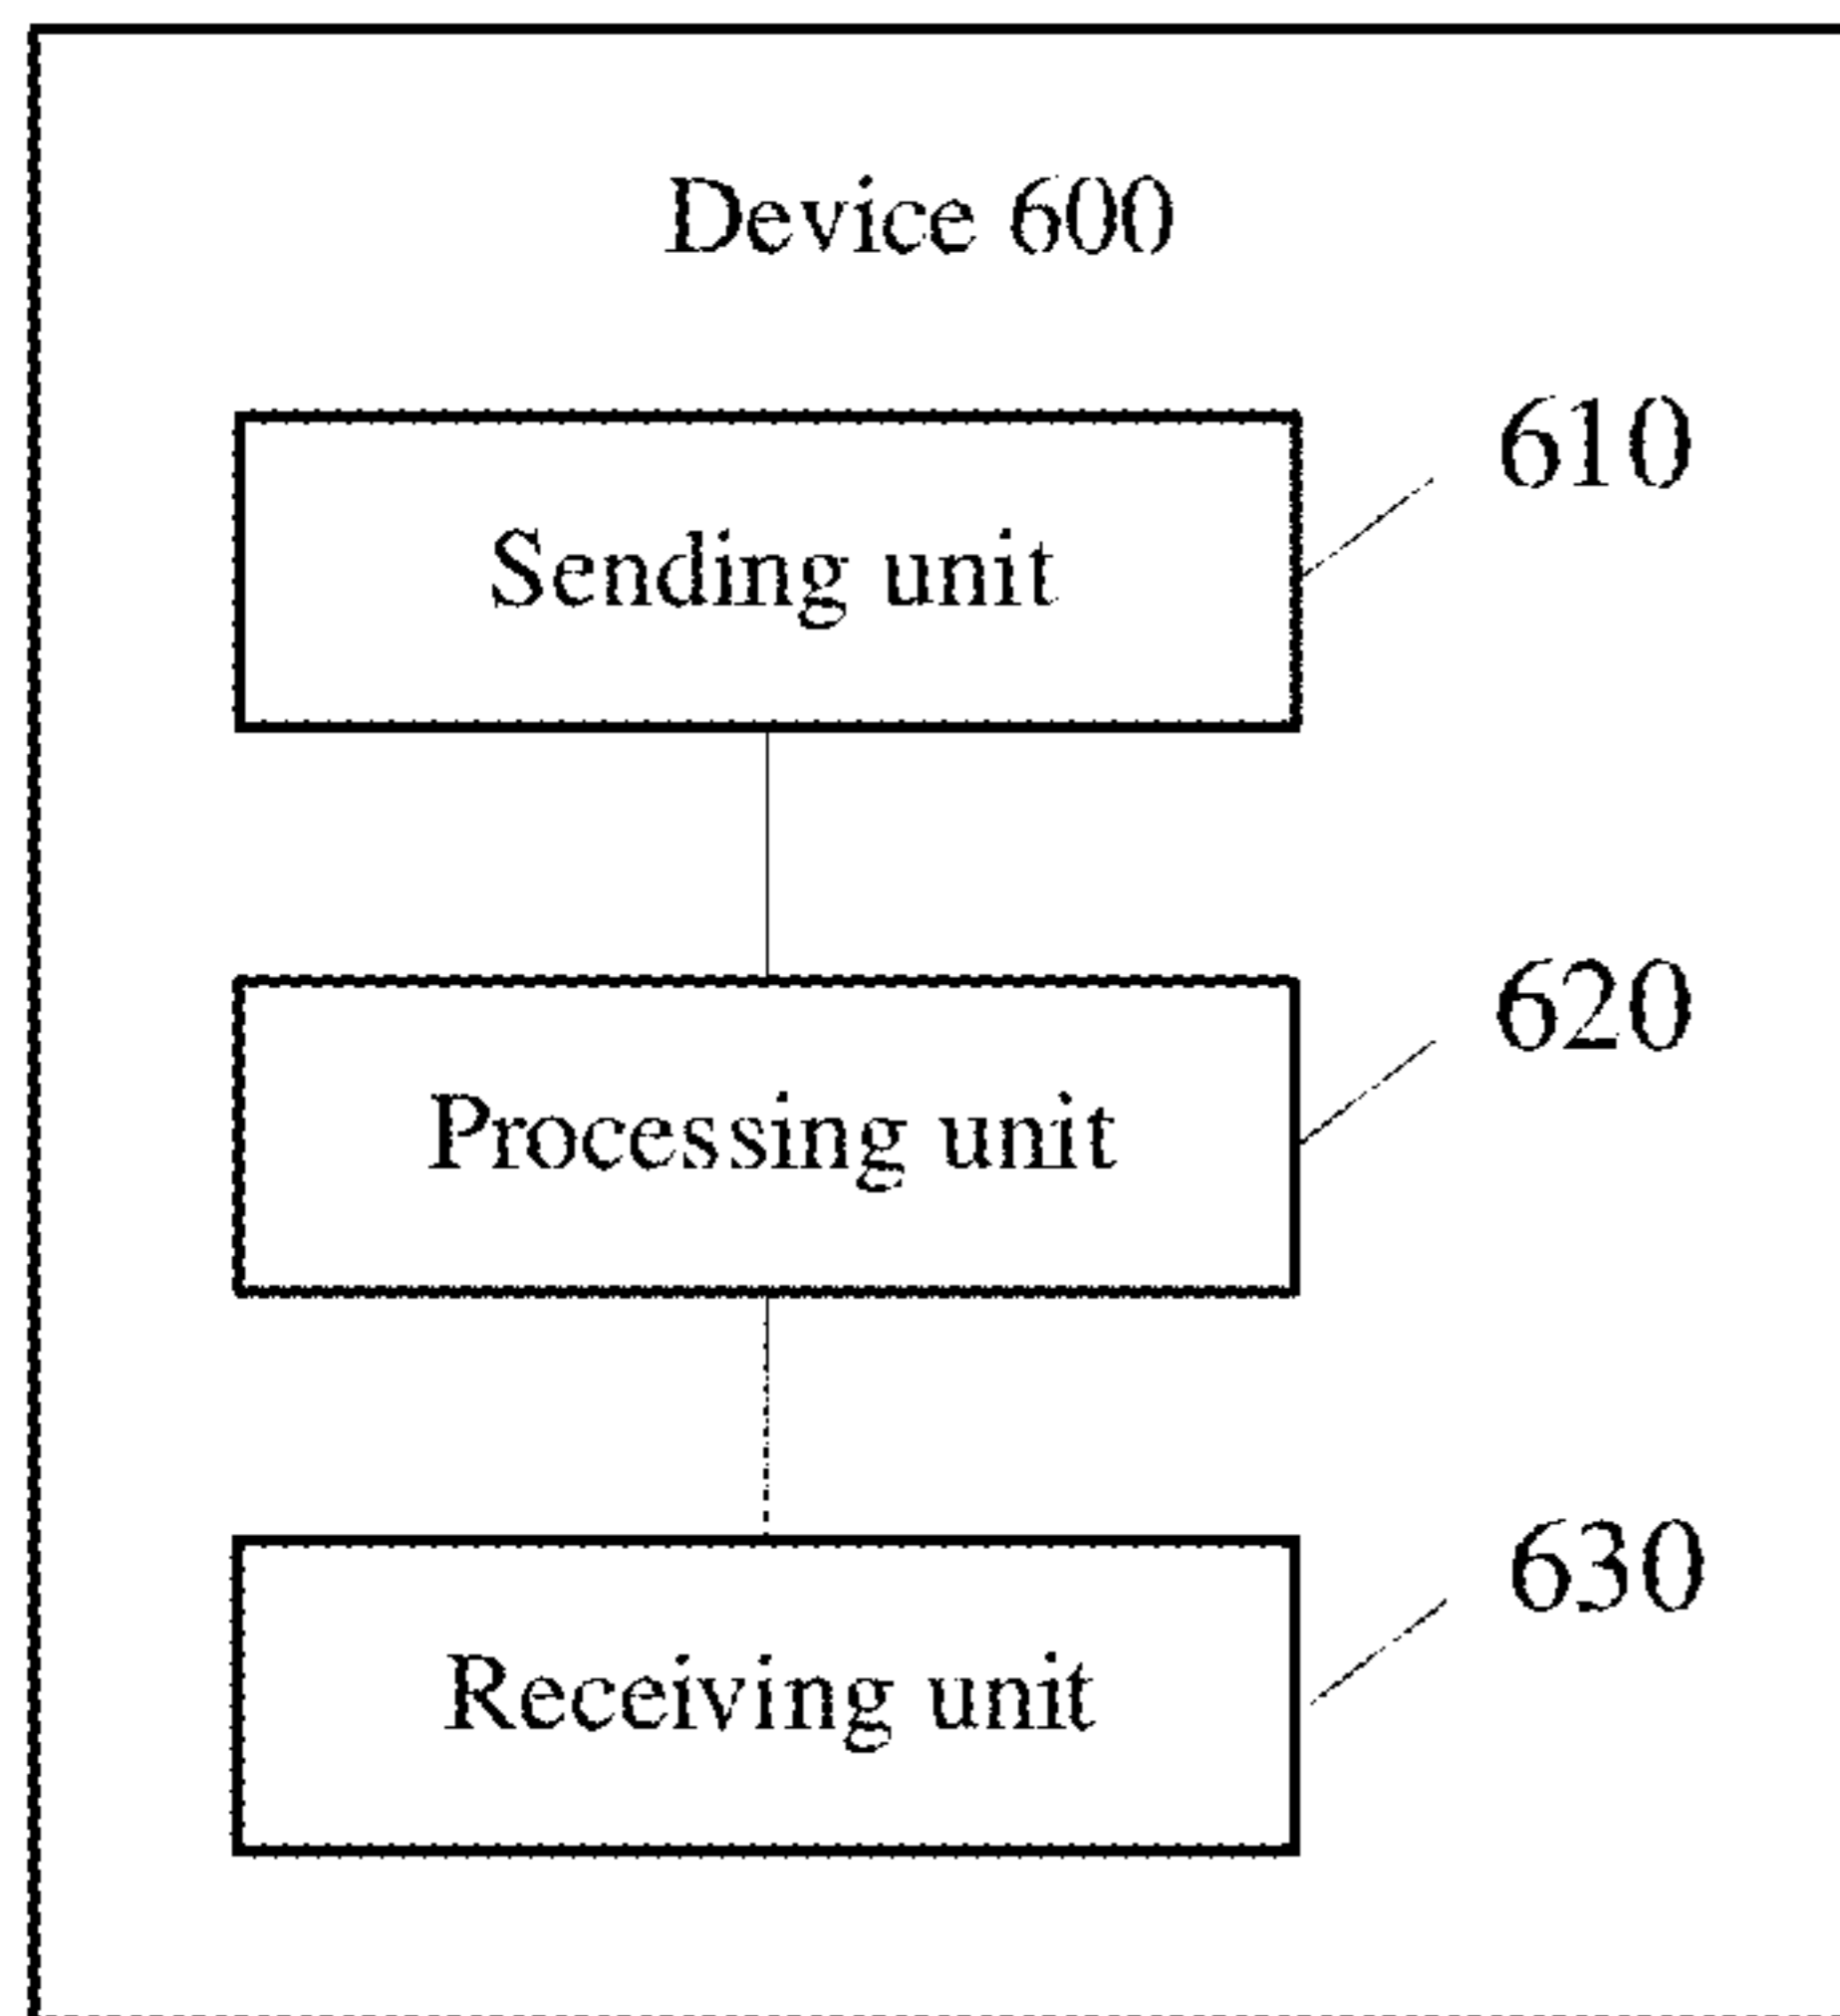 Device 600
610
Sending unit
620
Processing unit
630
Receiving unit